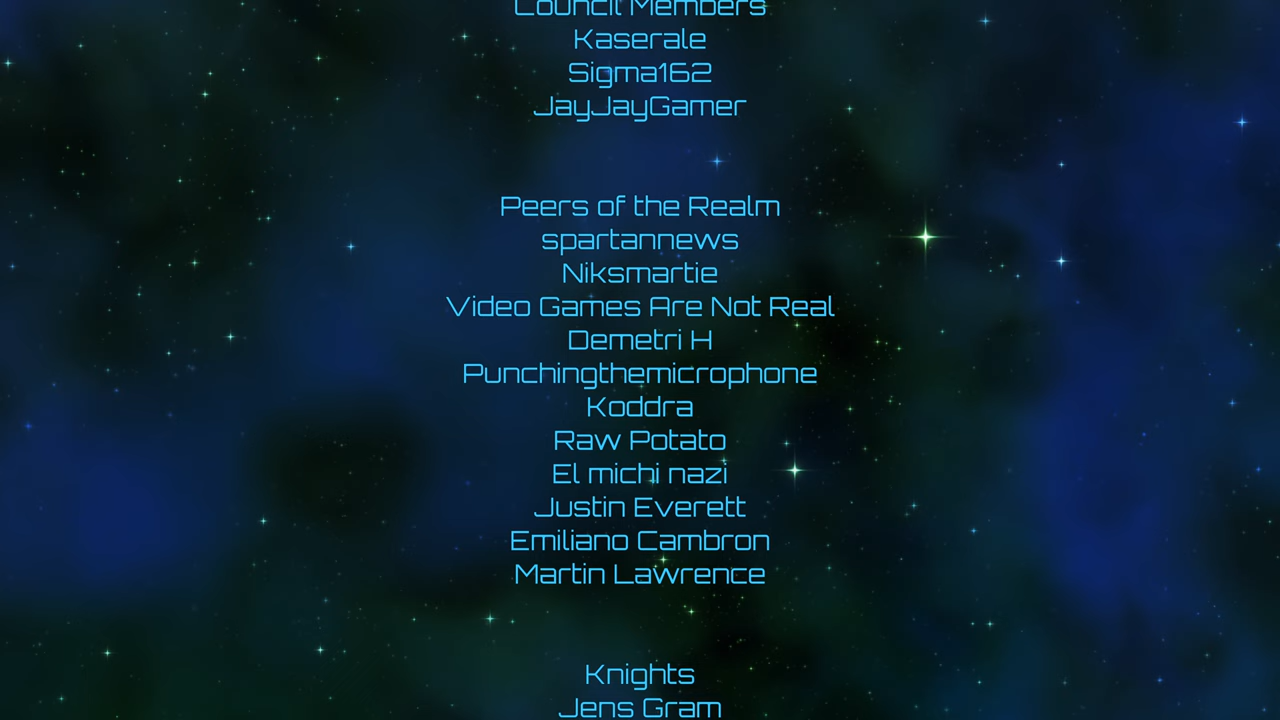 Council Members
Kaserale
Sigma162
JayJayGamer
Peers of the Realm
spartannews
Niksmartie
Video Games Are Not Real
Demetri H
Punchingthemicrophone
Koddra
Raw Potato
El michi nazi
Justin Everett
Emiliano Cambron
Martin Lawrence
Knights
Jens Gram